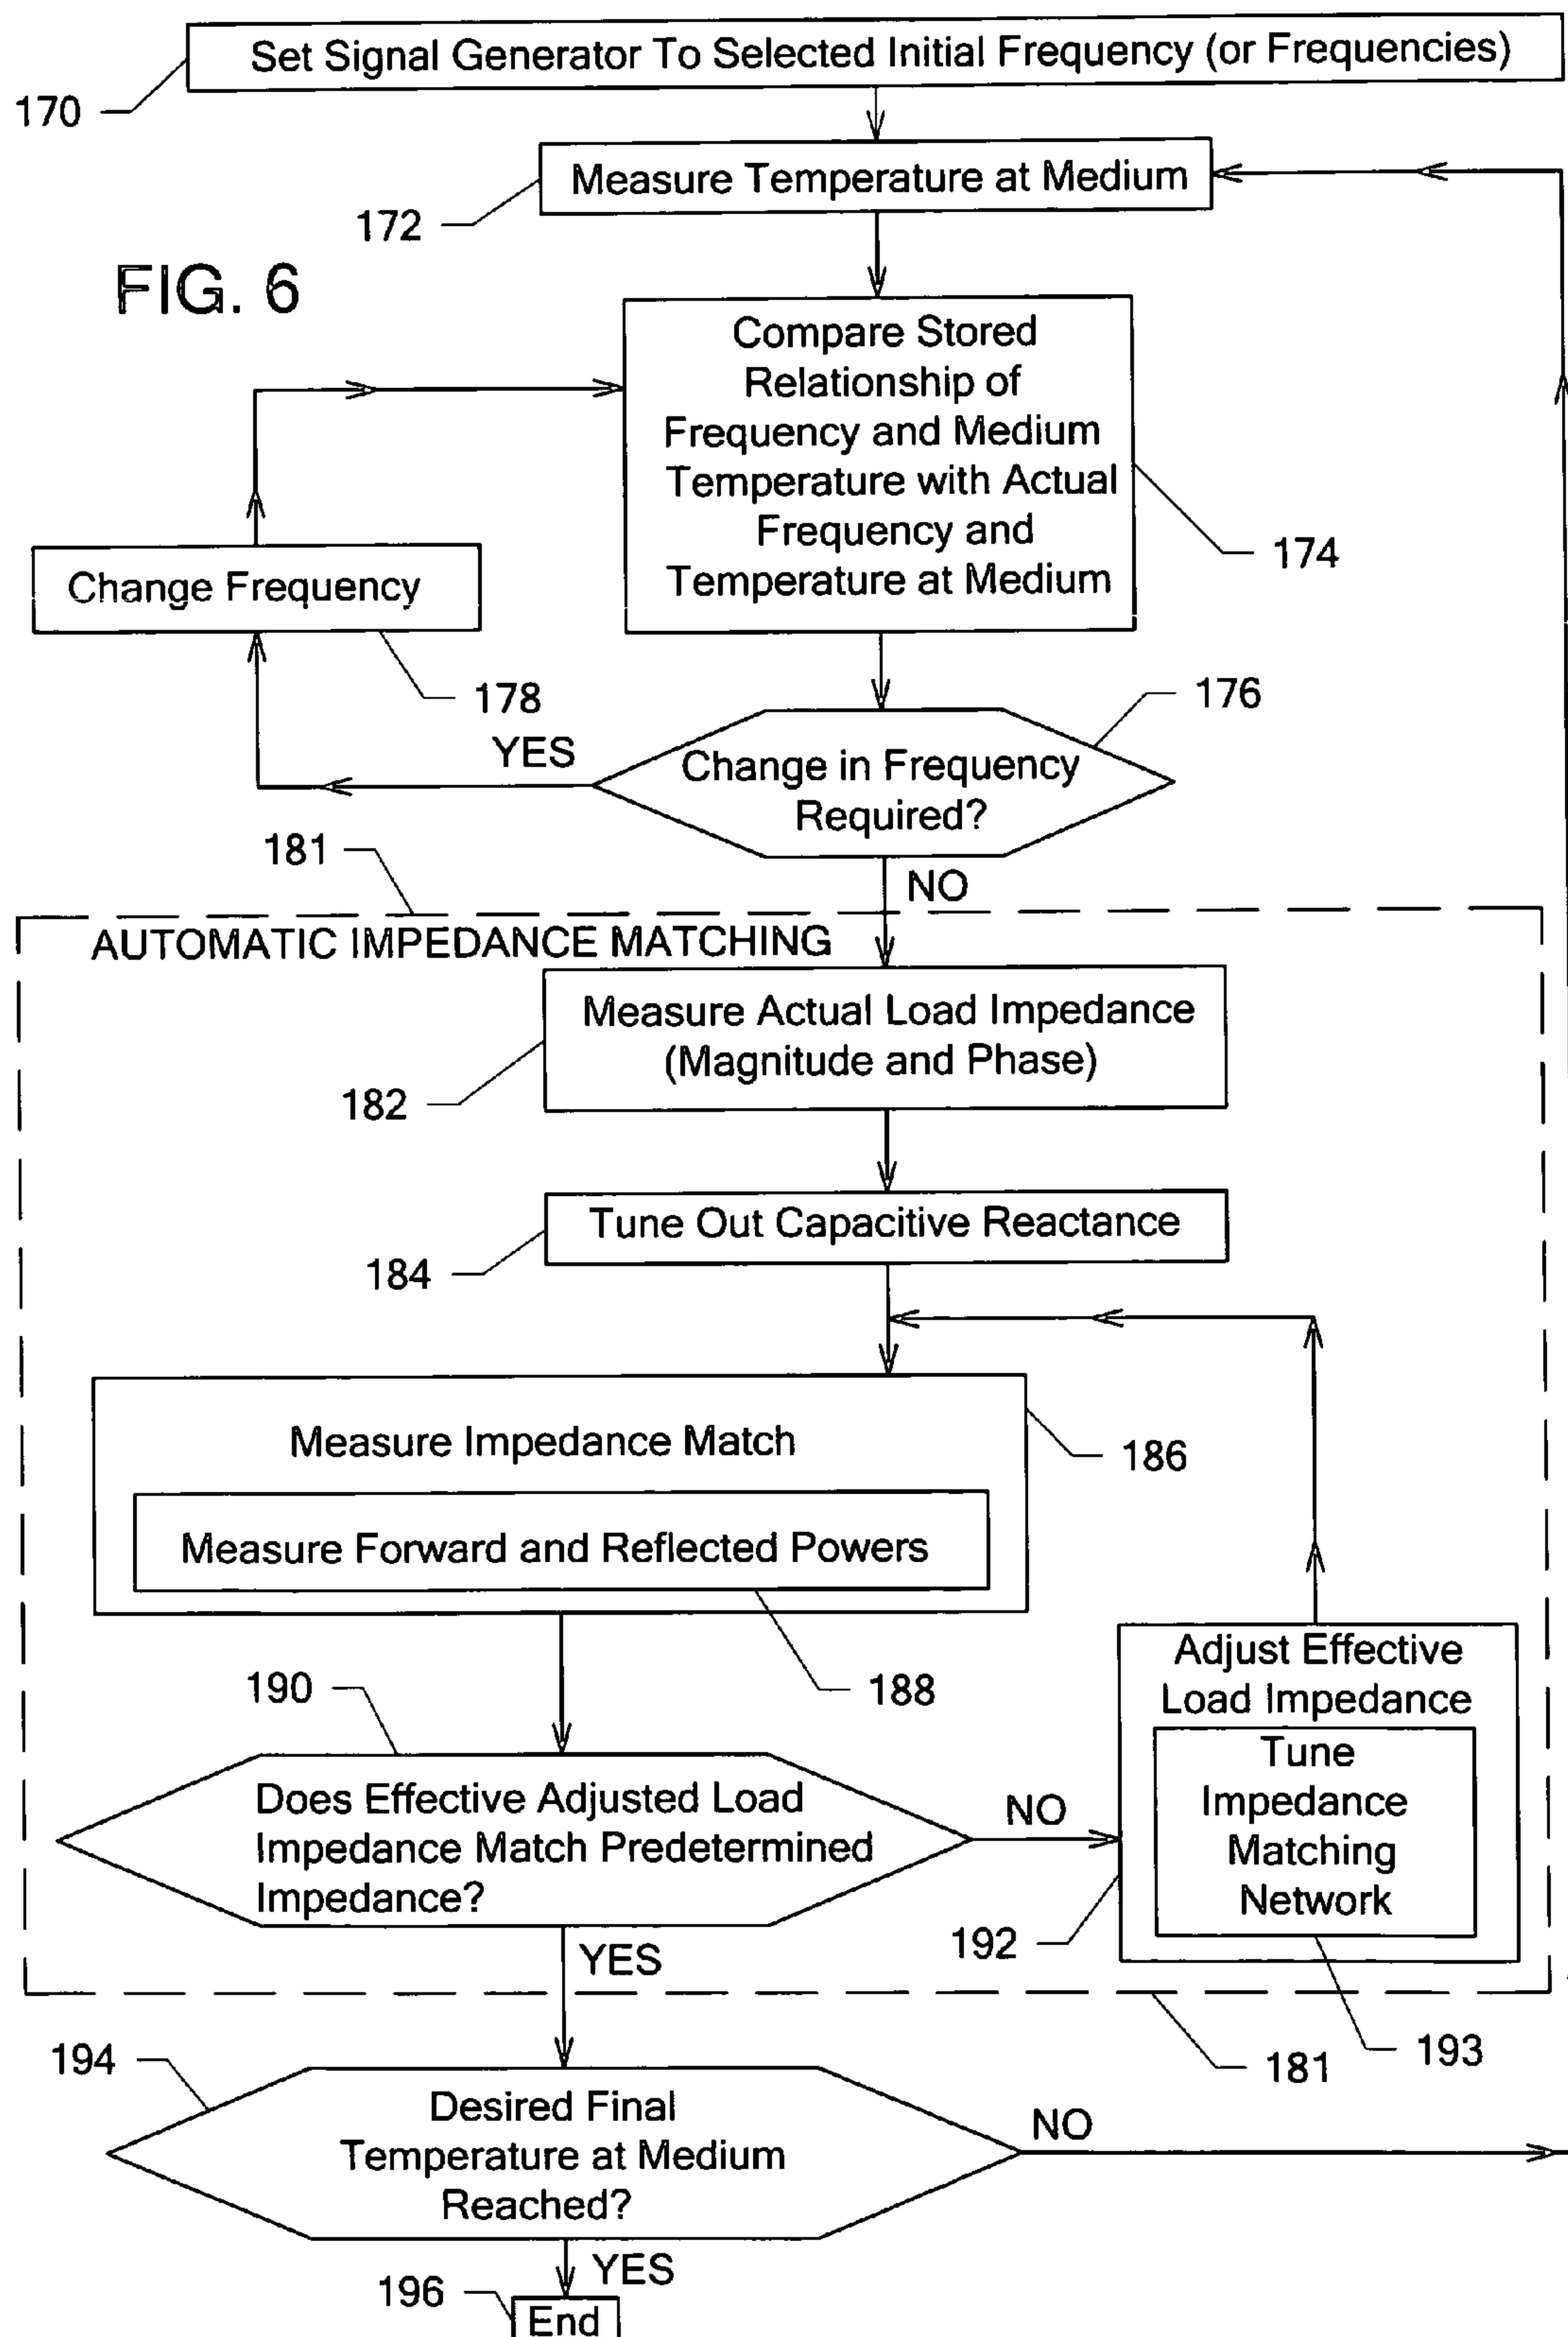 Set Signal Generator To Selected Initial Frequency (or Frequencies)
170
Measure Temperature at Medium
172
FIG. 6
Compare Stored
Relationship of
Frequency and Medium
Temperature with Actual
Frequency and
Temperature at Medium
174
Change Frequency
178
176
YES
Change in Frequency
Required?
181
NO
AUTOMATIC IMPEDANCE MATCHING
Measure Actual Load Impedance
(Magnitude and Phase)
182
Tune Out Capacitive Reactance
184
Measure Impedance Match
186
Measure Forward and Reflected Powers
188
190
Does Effective Adjusted Load
Impedance Match Predetermined
Impedance?
NO
Adjust Effective
Load Impedance
Tune
Impedance
Matching
Network
192
YES
193
181
194
Desired Final
Temperature at Medium
Reached?
NO
YES
196
End